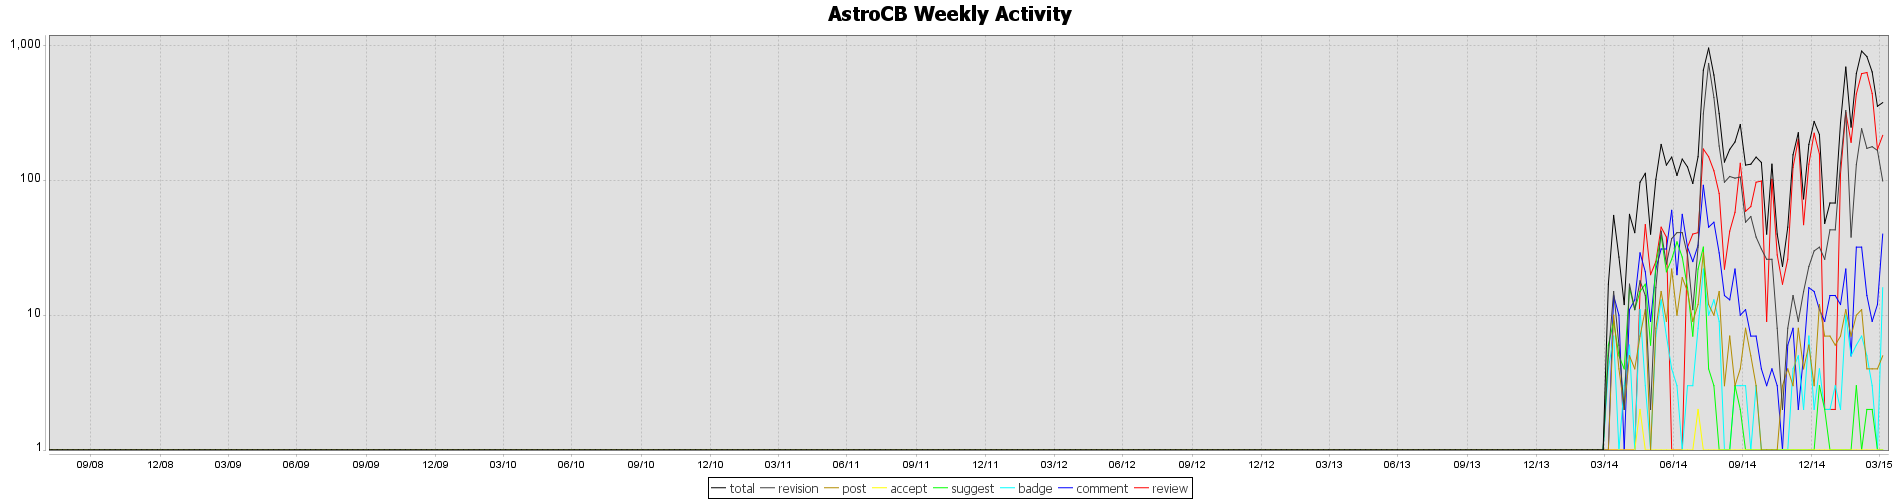 AstroCB Weekly Activity
1,000
100
10
1
09/08 12/08 03/09 06/09 09/09 12/09 03/10 06/10 09/10 12/10 03/11 06/11 09/11 12/11 03/12 06/12 09/12 12/12 03/13 06/13 09/13 12/13 03/14 06/14 09/14 12/14 03/15
total revision post accept suggest badge comment review